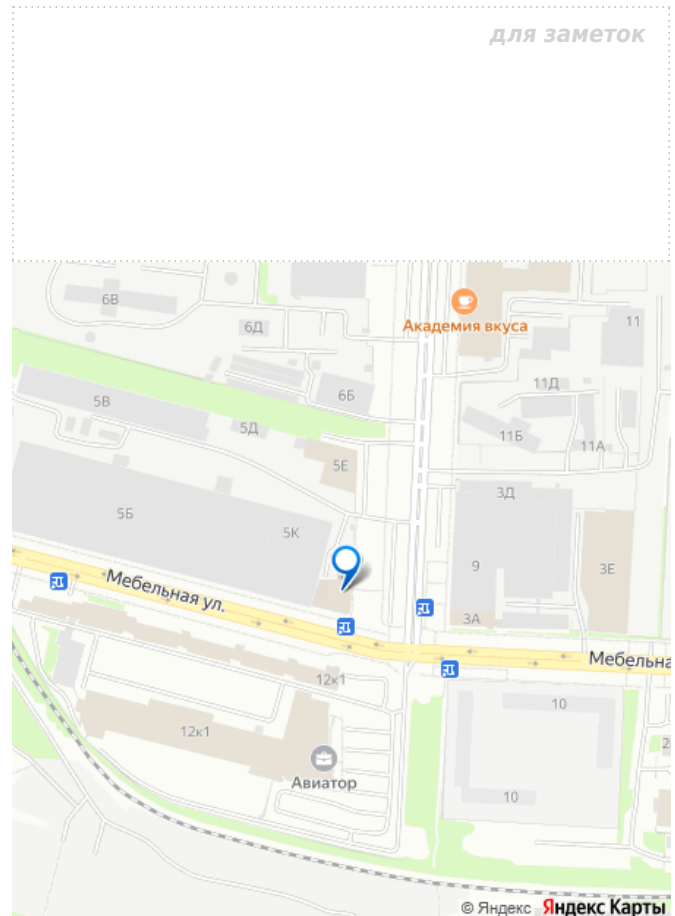 для заметок
6В
6Д
Академия вкуса
11
6Б
11Д
5В
5Д
11Б
11А
5Е
3Д
5Б
5К
9
3Е
Мебельная ул.
3А
Мебельна
12к1
10
12к1
2
Авиатор
10
© Яндекс Яндекс Карты